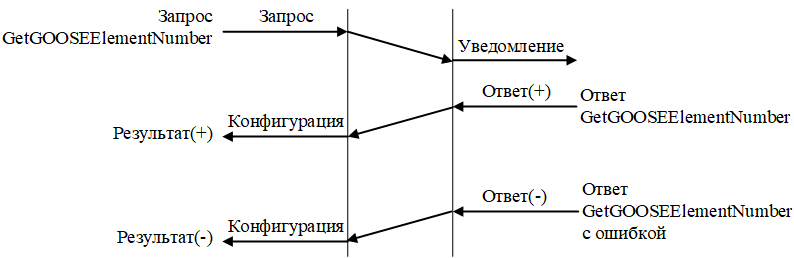 Запрос
GetGOOSEElementNumber
Запрос
Уведомление
Ответ(+)
Ответ
GetGOOSEElementNumber
Конфигурация
Результат(+)
Ответ(-)
Ответ
GetGOOSEElementNumber
с ошибкой
Конфигурация
Результат(-)